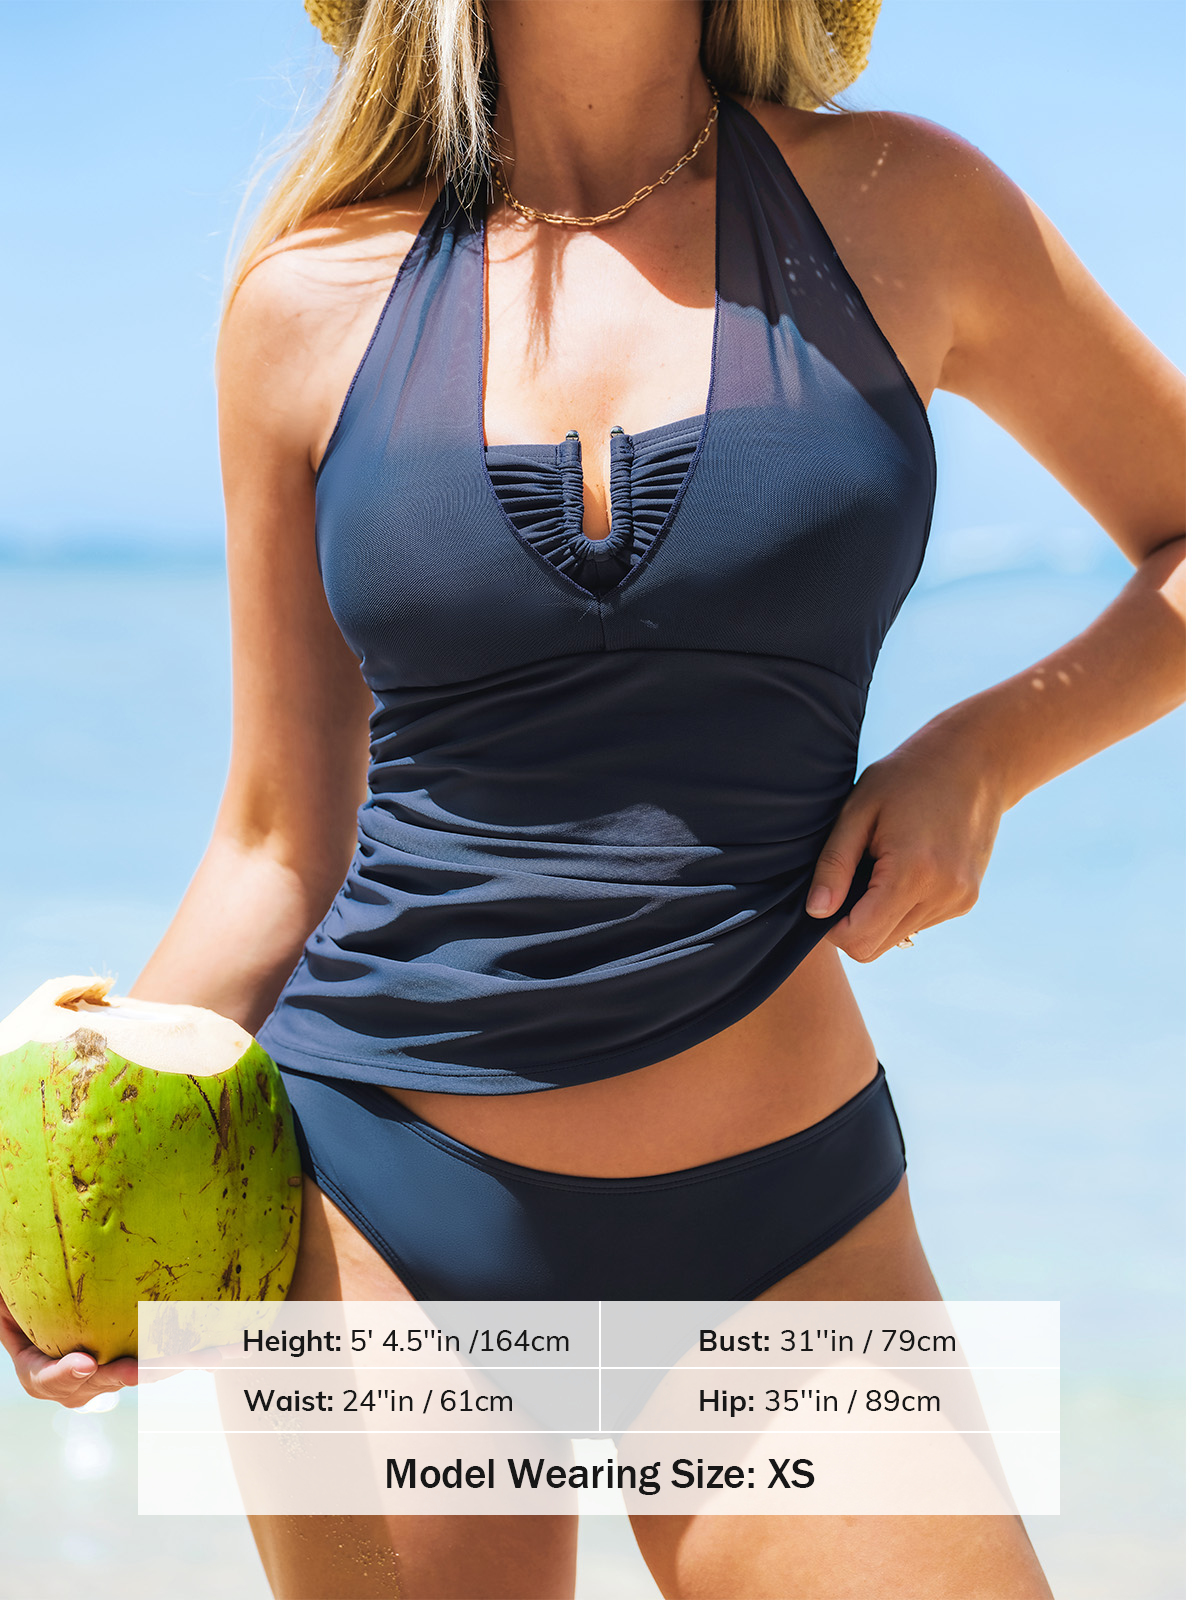 Height: 5' 4.5''in /164cm Bust: 31''in / 79cm
Waist: 24''in / 61cm Hip: 35''in / 89cm
Model Wearing Size: XS